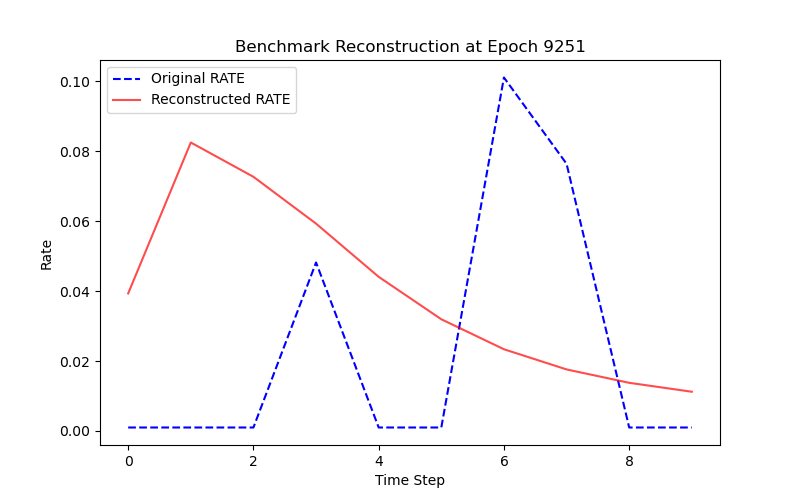 Benchmark Reconstruction at Epoch 9251
Original RATE
Reconstructed RATE
Rate
0.10
0.08
0.06
0.04
0.02
0.00
0 2 4 6 8
Time Step